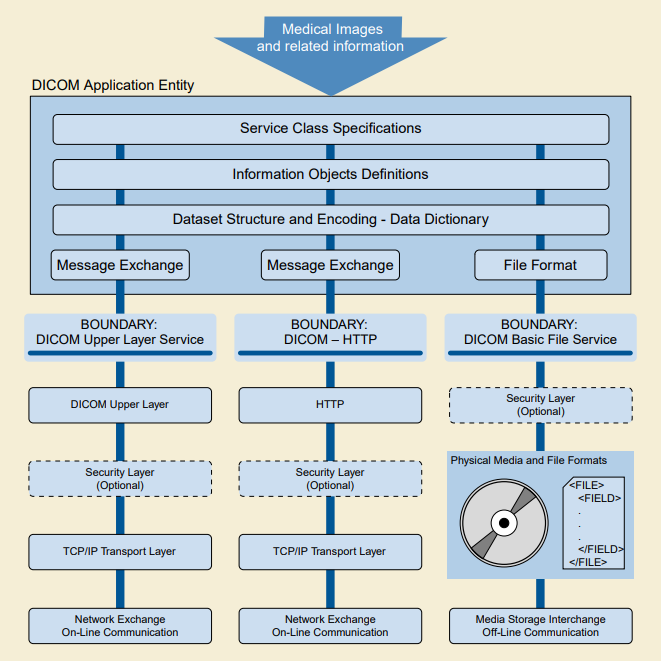 Medical Images
and related information
DICOM Application Entity
Service Class Specifications
Information Objects Definitions
Dataset Structure and Encoding - Data Dictionary
Message Exchange
Message Exchange
File Format
BOUNDARY:
DICOM Upper Layer Service
BOUNDARY:
DICOM – HTTP
BOUNDARY:
DICOM Basic File Service
DICOM Upper Layer
HTTP
Security Layer
(Optional)
Security Layer
(Optional)
Security Layer
(Optional)
Physical Media and File Formats
<FILE>
<FIELD>
.
.
.
</FIELD>
</FILE>
TCP/IP Transport Layer
TCP/IP Transport Layer
Network Exchange
On-Line Communication
Network Exchange
On-Line Communication
Media Storage Interchange
Off-Line Communication